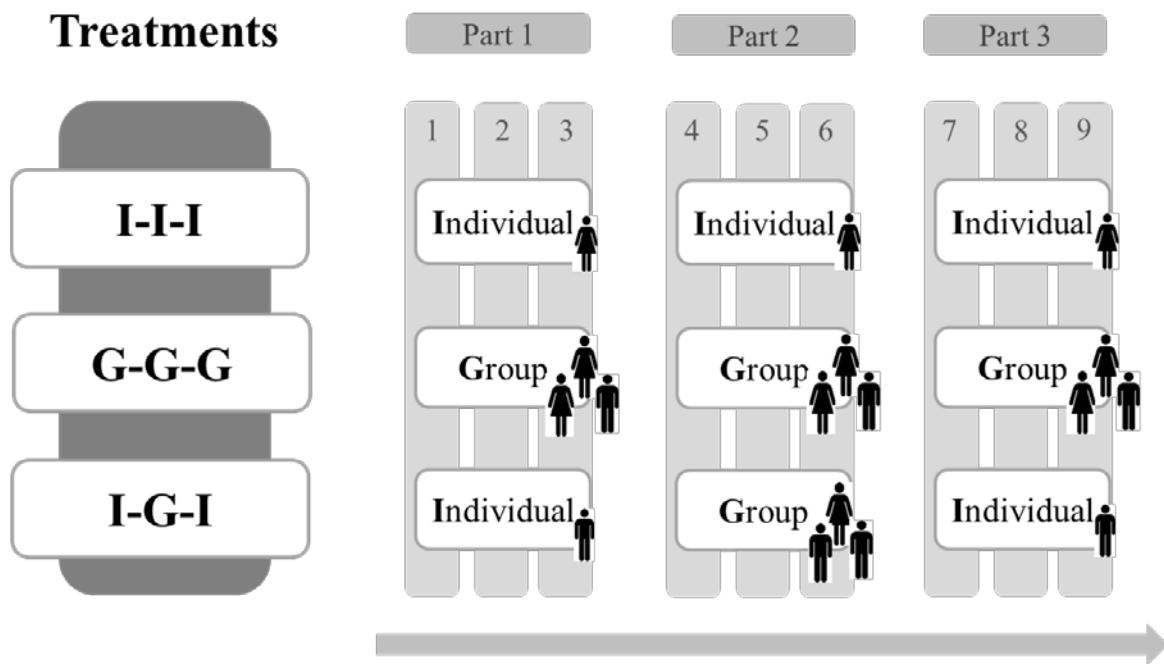 Treatments
Part 1 Part 2 Part 3
1 2 3 4 5 6 7 8 9
I-I-I Individual Individual Individual
G-G-G Group Group Group
I-G-I Individual Group Individual